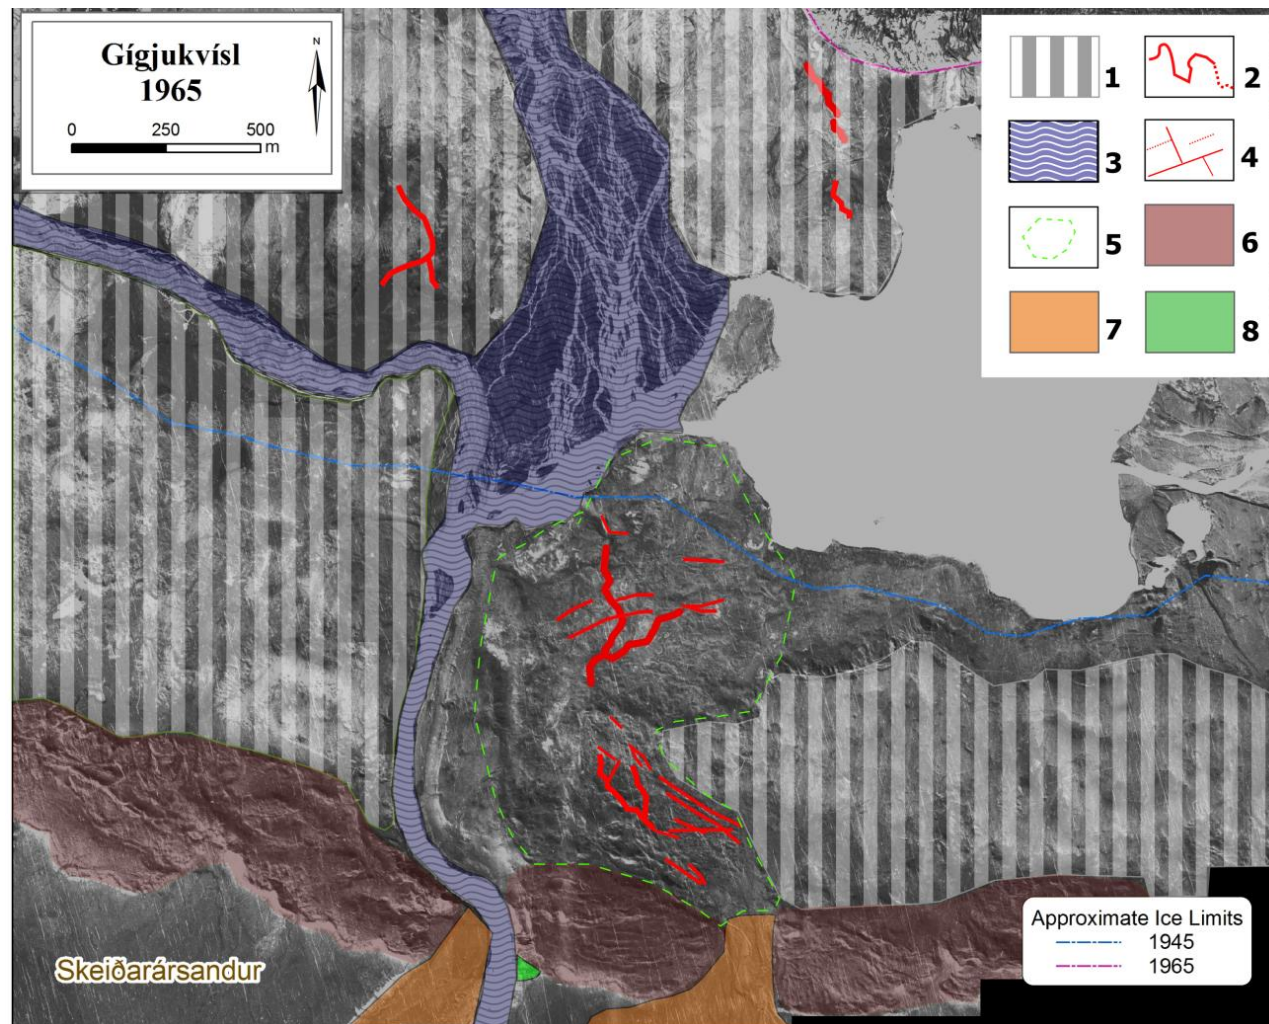 Gígjukvísl
1965
N
0 250 500
m
1 2
3 4
5 6
7 8
Approximate Ice Limits
1945
1965
Skeiðarársandur